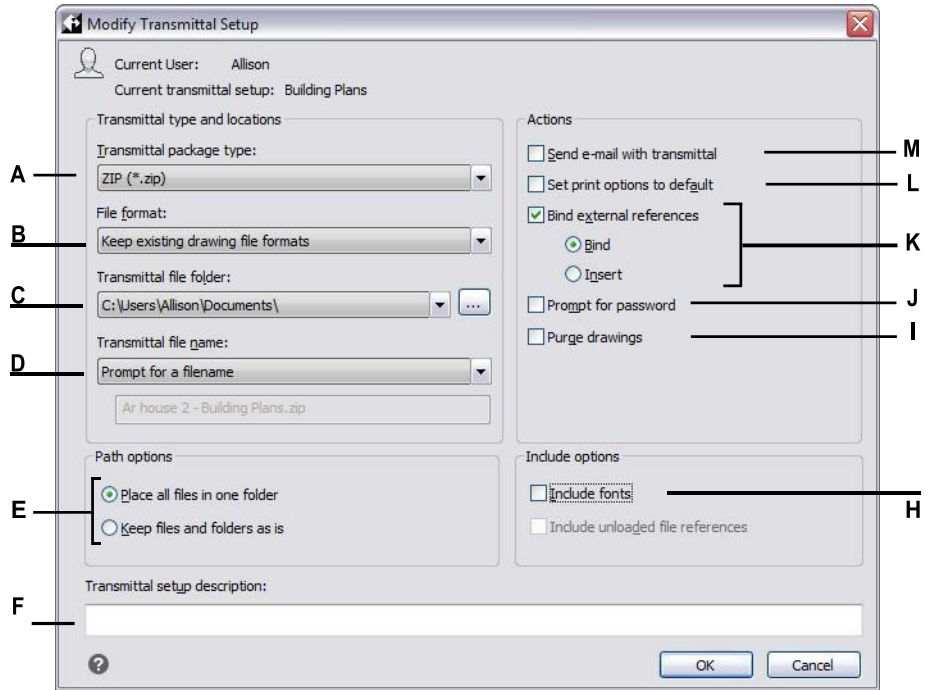 Modify Transmittal Setup
Current User: Allison
Current transmittal setup: Building Plans
Transmittal type and locations
Transmittal package type:
A
ZIP (*.zip)
File format:
B
Keep existing drawing file formats
Transmittal file folder:
C
C:\Users\Allison\Documents\
...
Transmittal file name:
D
Prompt for a filename
Ar house 2 - Building Plans.zip
Actions
Send e-mail with transmittal
M
Set print options to default
L
Bind external references
Bind
K
Insert
Prompt for password
J
Purge drawings
I
Path options
Place all files in one folder
E
Keep files and folders as is
Include options
Include fonts
H
Include unloaded file references
Transmittal setup description:
F
?
OK
Cancel